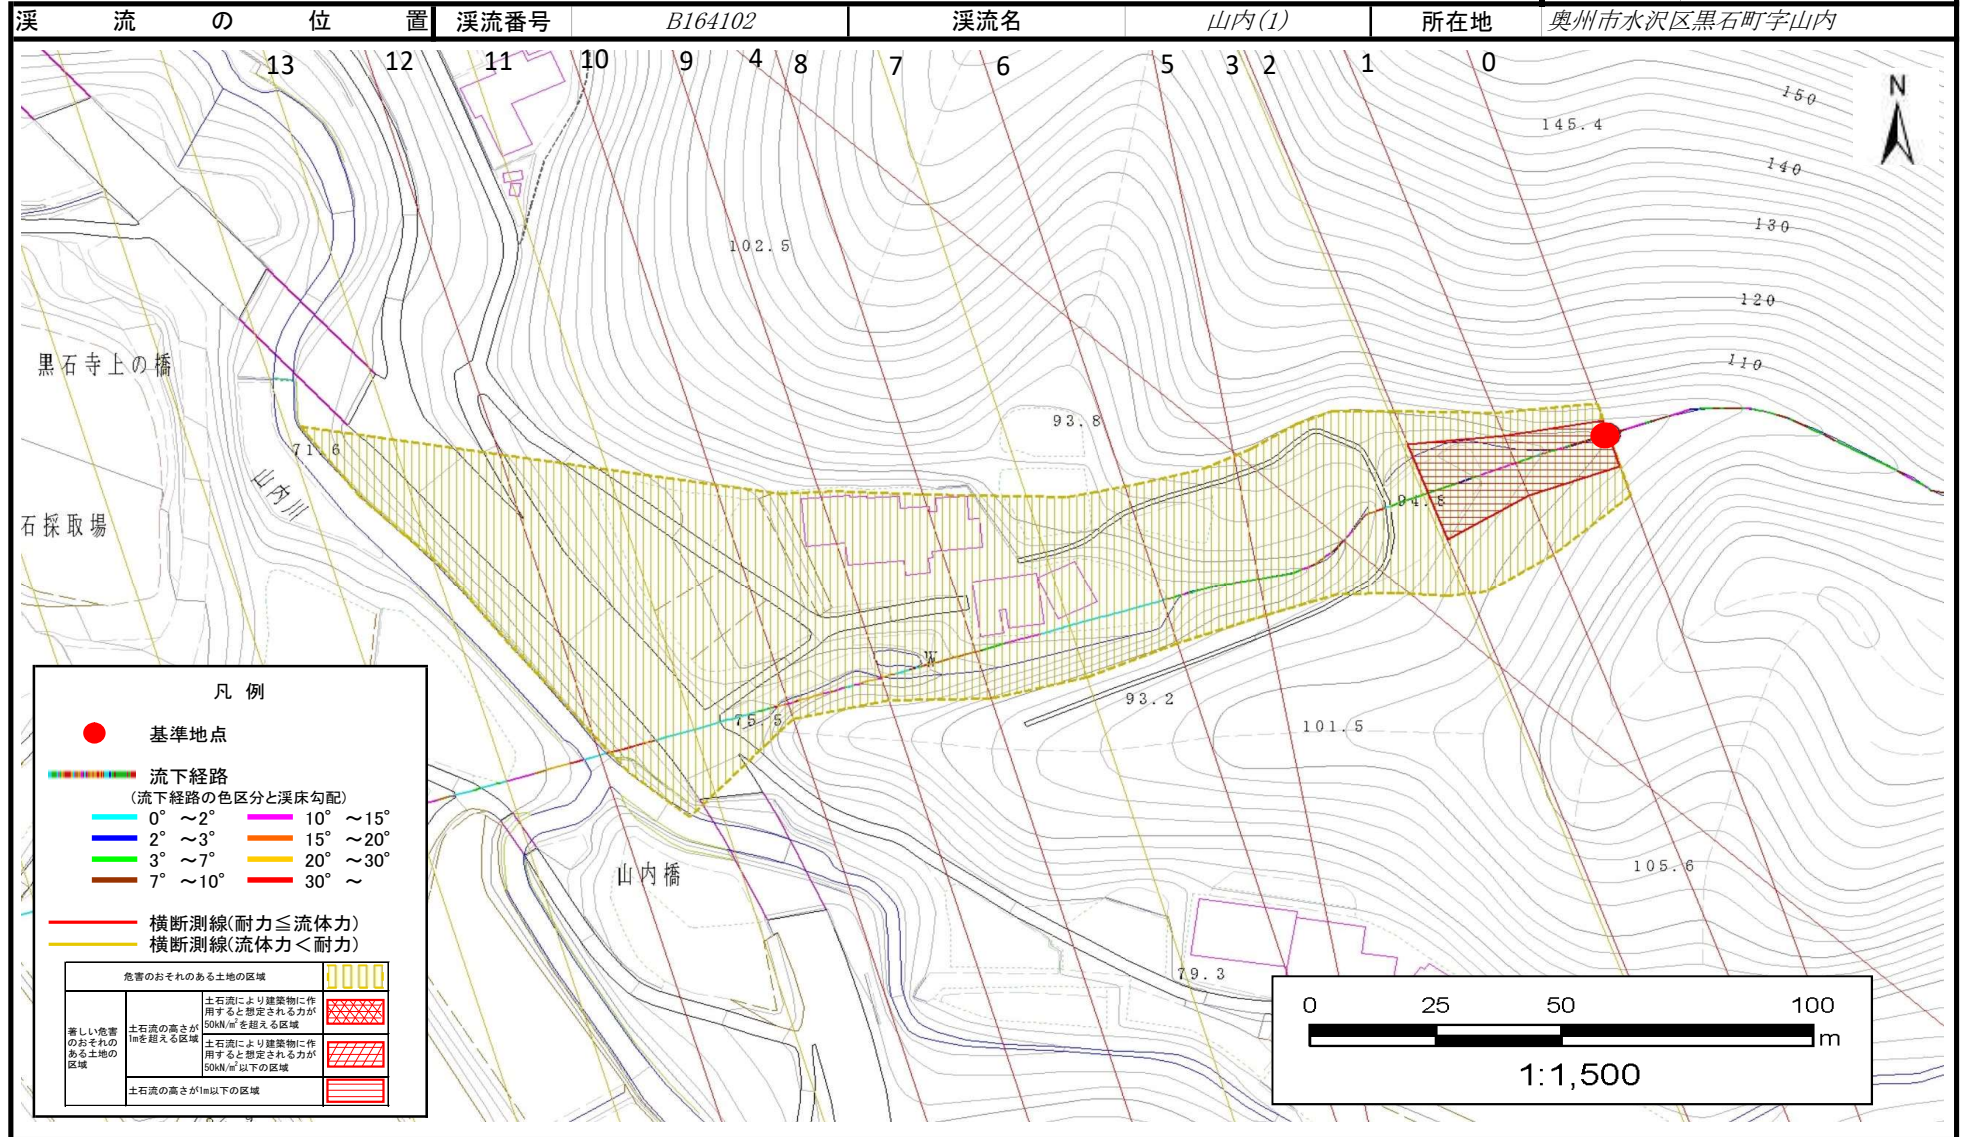 渓流の位置 渓流番号 B164102 渓流名 山内(1) 所在地 奥州市水沢区黒石町字山内
13 12 11 10 9 4 8 7 6 5 3 2 1 0
N
150
145.4
140
130
102.5
120
110
黒石寺上の橋
93.8
71.6
山内川
94.8
石採取場
W
93.2
75.5
101.5
山内橋
105.6
79.3
凡 例
基準地点
流下経路
(流下経路の色区分と渓床勾配)
0° ～2° 10° ～15°
2° ～3° 15° ～20°
3° ～7° 20° ～30°
7° ～10° 30° ～
横断測線(耐力≦流体力)
横断測線(流体力＜耐力)
危害のおそれのある土地の区域
著しい危害
のおそれの
ある土地の
区域
土石流の高さが
1mを超える区域
土石流により建築物に作
用すると想定される力が
50kN/㎡を超える区域
土石流により建築物に作
用すると想定される力が
50kN/㎡以下の区域
土石流の高さが1m以下の区域
0 25 50 100
m
1:1,500